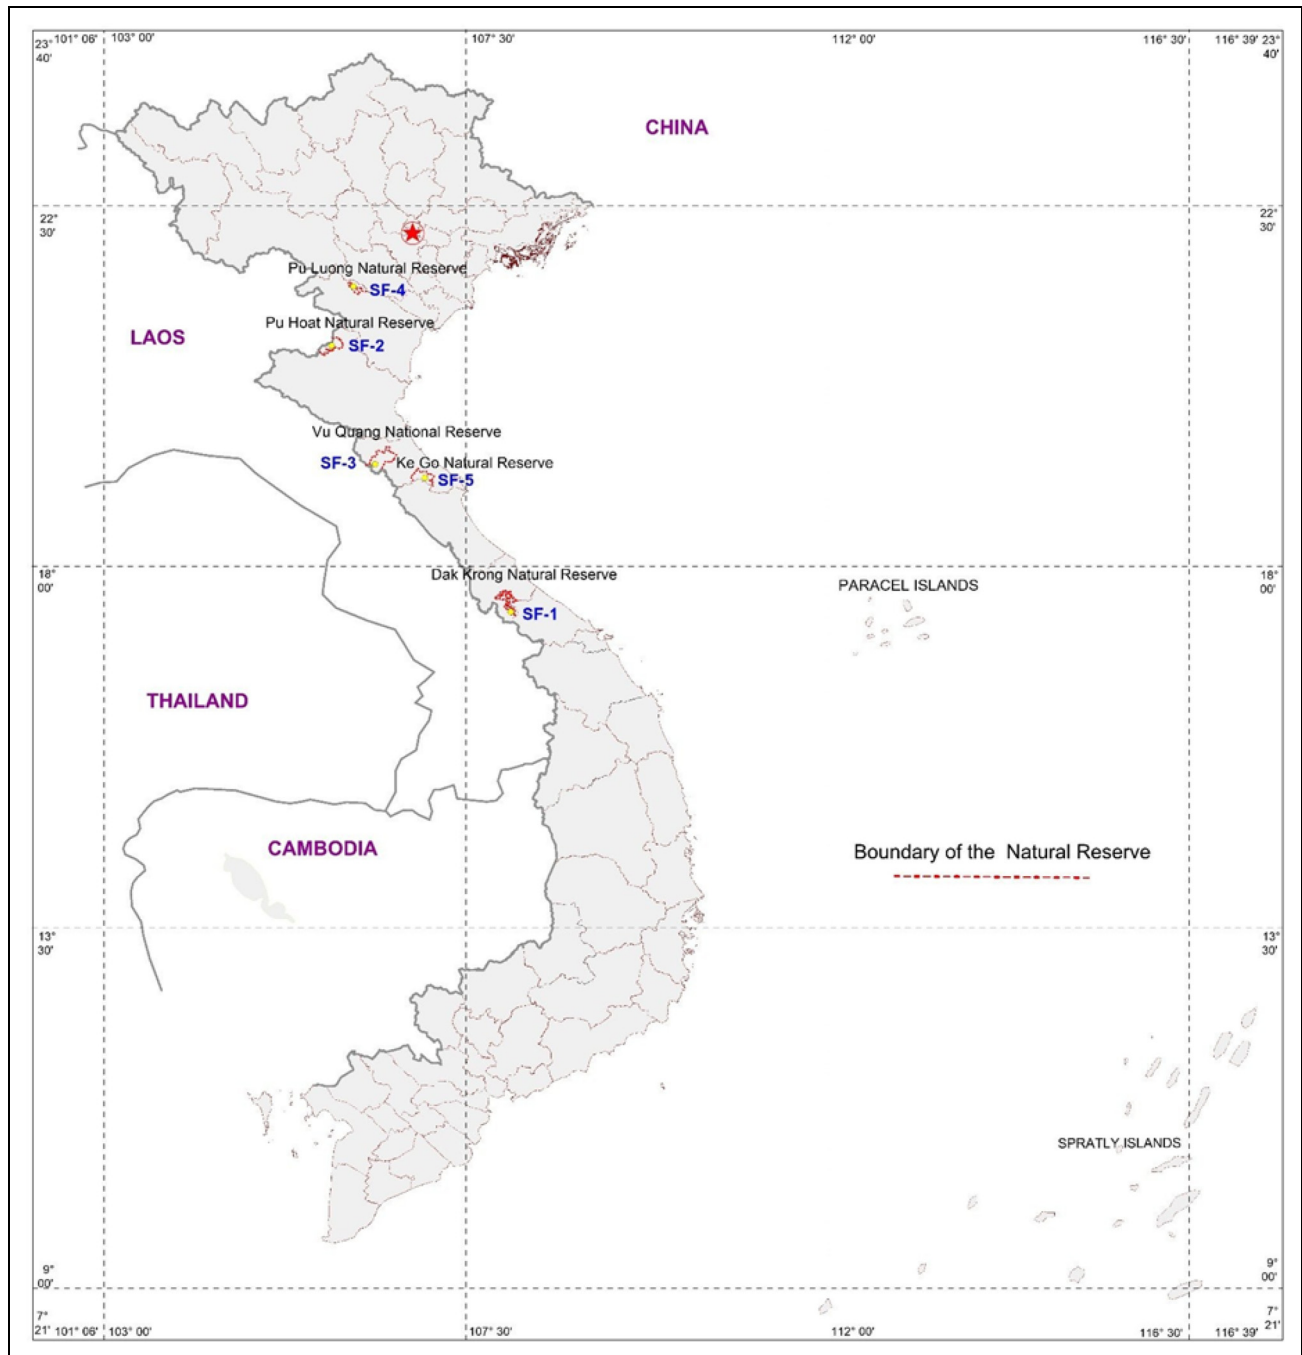 23° 101° 06' 103° 00' 107° 30' 112° 00' 116° 30' 116° 39' 23°
40' 40'
CHINA
22° 22°
30' 30'
Pu Luong Natural Reserve
SF-4
Pu Hoat Natural Reserve
LAOS
SF-2
Vu Quang National Reserve
SF-3 Ke Go Natural Reserve
SF-5
18° 18°
00' 00'
Dak Krong Natural Reserve
PARACEL ISLANDS
SF-1
THAILAND
CAMBODIA
Boundary of the Natural Reserve
13° 13°
30' 30'
SPRATLY ISLANDS
9° 9°
00' 00'
7° 7°
21' 101° 06' 103° 00' 107° 30' 112° 00' 116° 30' 116° 39' 21'